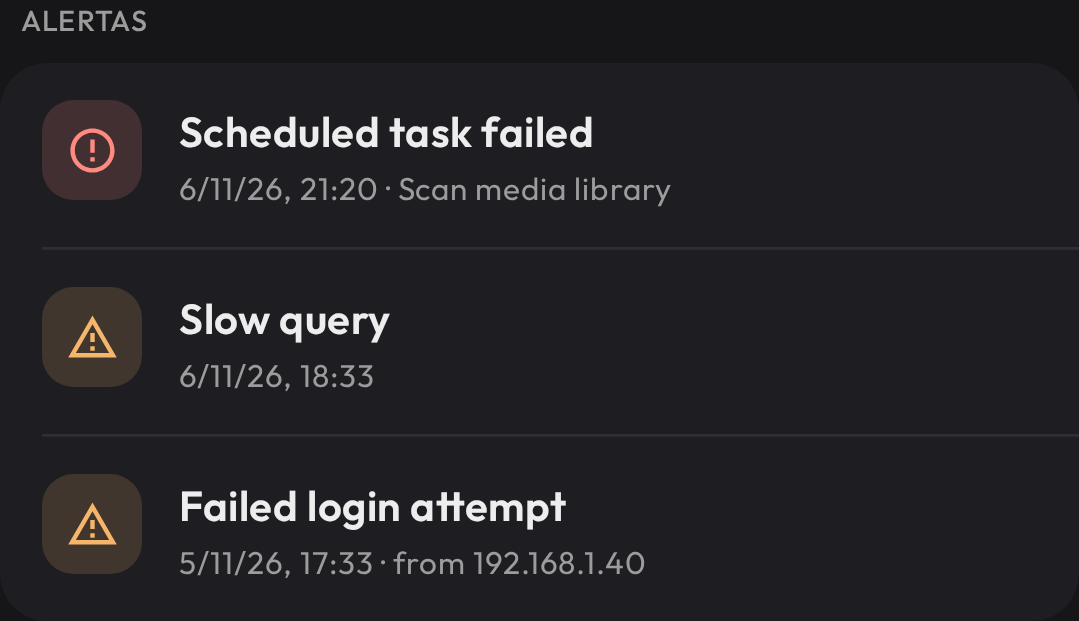 ALERTAS
Scheduled task failed
6/11/26, 21:20 · Scan media library
Slow query
6/11/26, 18:33
Failed login attempt
5/11/26, 17:33 · from 192.168.1.40